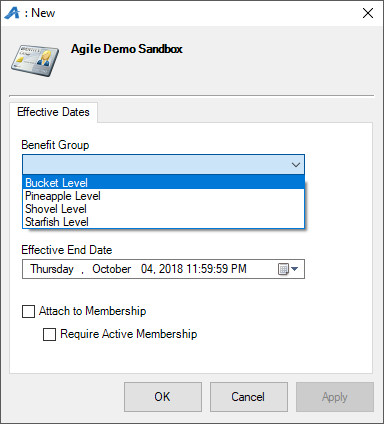 : New
Agile Demo Sandbox
Effective Dates
Benefit Group
Bucket Level
Pineapple Level
Shovel Level
Starfish Level
Effective End Date
Thursday , October 04, 2018 11:59:59 PM
Attach to Membership
Require Active Membership
OK Cancel Apply